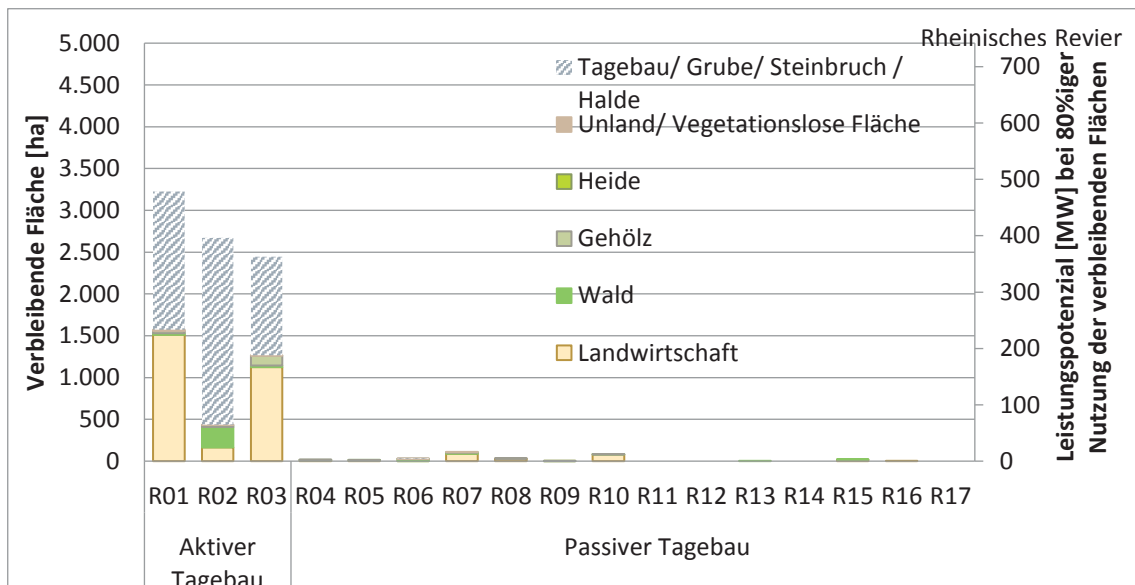 Rheinisches Revier
Verbleibende Fläche [ha]
5.000
4.500
4.000
3.500
3.000
2.500
2.000
1.500
1.000
500
0
Tagebau/ Grube/ Steinbruch /
Halde
Unland/ Vegetationslose Fläche
Heide
Gehölz
Wald
Landwirtschaft
700
600
500
400
300
200
100
0
Leistungspotenzial [MW] bei 80%iger
Nutzung der verbleibenden Flächen
R01 R02 R03 R04 R05 R06 R07 R08 R09 R10 R11 R12 R13 R14 R15 R16 R17
Aktiver
Tagebau
Passiver Tagebau